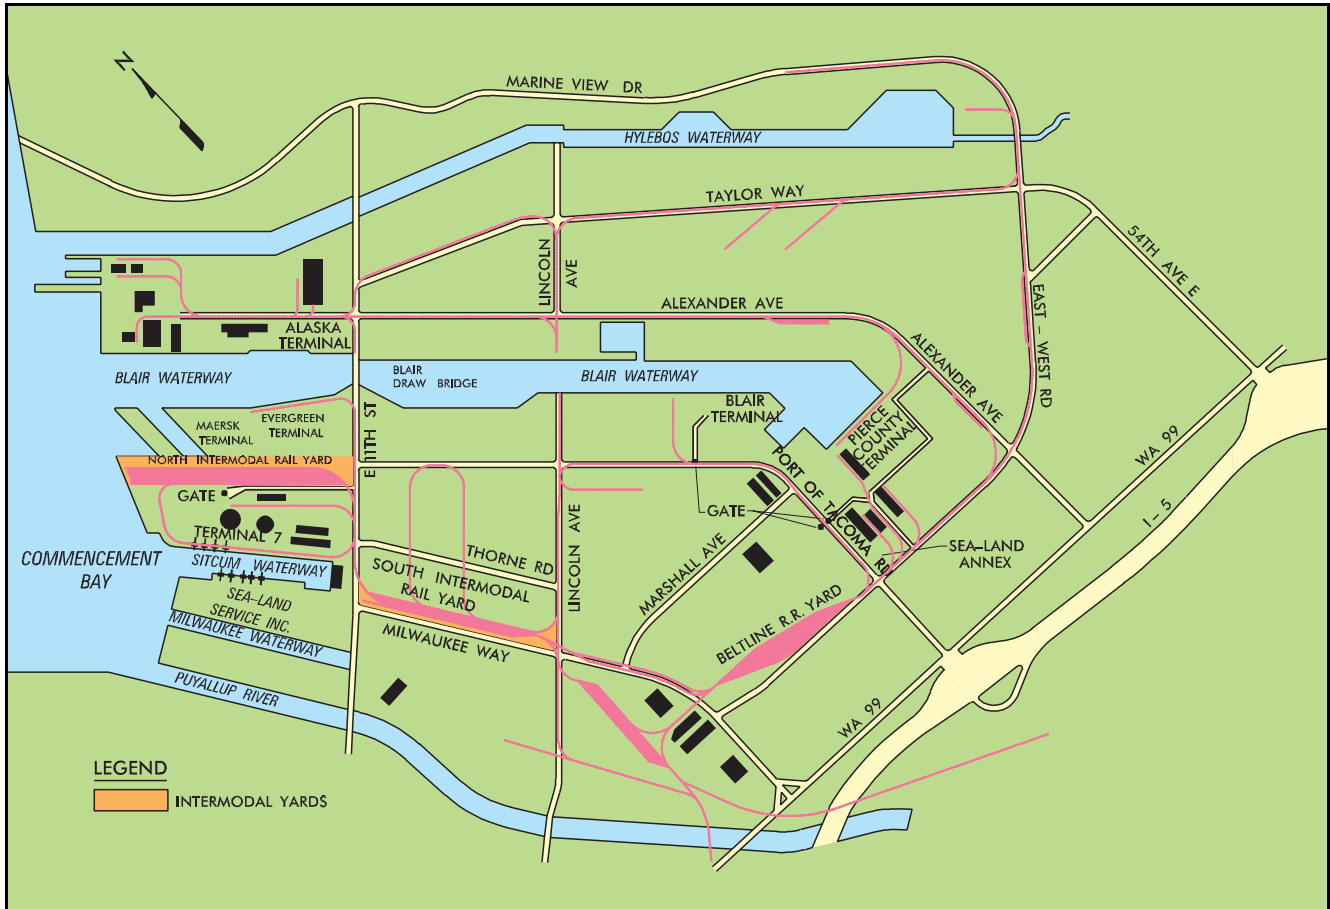 N
MARINE VIEW DR
HYLEBOS WATERWAY
TAYLOR WAY
54TH AVE E
LINCOLN
AVE
ALEXANDER AVE
EAST-WEST RD
ALASKA
TERMINAL
ALEXANDER AVE
BLAIR WATERWAY
BLAIR
DRAW BRIDGE
BLAIR WATERWAY
BLAIR
TERMINAL
E 11TH ST
EVERGREEN
TERMINAL
MAERSK
TERMINAL
PIERCE
COUNTY
TERMINAL
WA 99
NORTH INTERMODAL RAIL YARD
PORT OF TACOMA RD
GATE
GATE
I-5
TERMINAL 7
COMMENCEMENT
BAY
SITCUM WATERWAY
THORNE RD
LINCOLN AVE
MARSHALL AVE
SEA-LAND
ANNEX
SOUTH INTERMODAL
RAIL YARD
SEA-LAND
SERVICE INC.
MILWAUKEE WATERWAY
MILWAUKEE WAY
BELTLINE R.R. YARD
PUYALLUP RIVER
WA 99
LEGEND
INTERMODAL YARDS